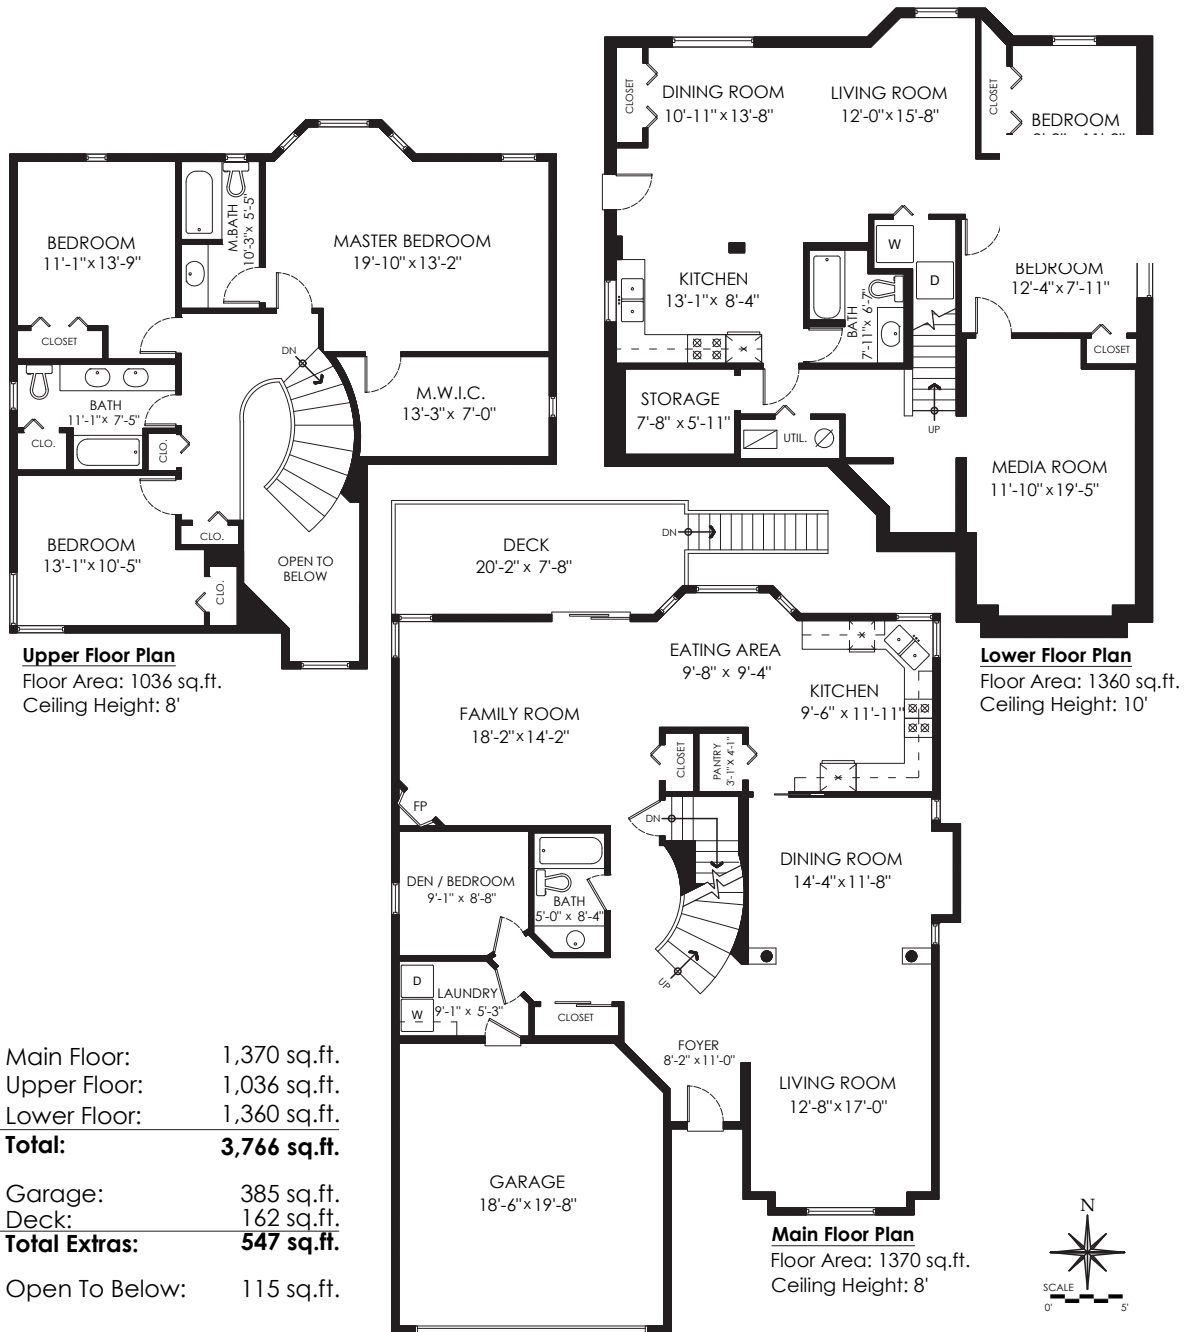 BEDROOM
11'-1" x 13'-9"
M.BATH
10'-3" x 5'-5"
MASTER BEDROOM
19'-10" x 13'-2"
CLOSET
DN
BATH
11'-1" x 7'-5"
CLO.
CLO.
M.W.I.C.
13'-3" x 7'-0"
BEDROOM
13'-1" x 10'-5"
CLO.
CLO.
OPEN TO
BELOW
Upper Floor Plan
Floor Area: 1036 sq.ft.
Ceiling Height: 8'
CLOSET
DINING ROOM
10'-11" x 13'-8"
LIVING ROOM
12'-0" x 15'-8"
CLOSET
BEDROOM
W
D
KITCHEN
13'-1" x 8'-4"
BATH
7'-11" x 6'-7"
BEDROOM
12'-4" x 7'-11"
CLOSET
STORAGE
7'-8" x 5'-11"
UTIL.
UP
MEDIA ROOM
11'-10" x 19'-5"
Lower Floor Plan
Floor Area: 1360 sq.ft.
Ceiling Height: 10'
DECK
20'-2" x 7'-8"
DN
EATING AREA
9'-8" x 9'-4"
KITCHEN
9'-6" x 11'-11"
FAMILY ROOM
18'-2" x 14'-2"
CLOSET
PANTRY
3'-1" x 4'-1"
FP
DN
DINING ROOM
14'-4" x 11'-8"
DEN / BEDROOM
9'-1" x 8'-8"
BATH
5'-0" x 8'-4"
UP
D
W
LAUNDRY
9'-1" x 5'-3"
CLOSET
FOYER
8'-2" x 11'-0"
LIVING ROOM
12'-8" x 17'-0"
GARAGE
18'-6" x 19'-8"
Main Floor Plan
Floor Area: 1370 sq.ft.
Ceiling Height: 8'
Main Floor: 1,370 sq.ft.
Upper Floor: 1,036 sq.ft.
Lower Floor: 1,360 sq.ft.
Total: 3,766 sq.ft.
Garage: 385 sq.ft.
Deck: 162 sq.ft.
Total Extras: 547 sq.ft.
Open To Below: 115 sq.ft.
N
SCALE
0' 5'